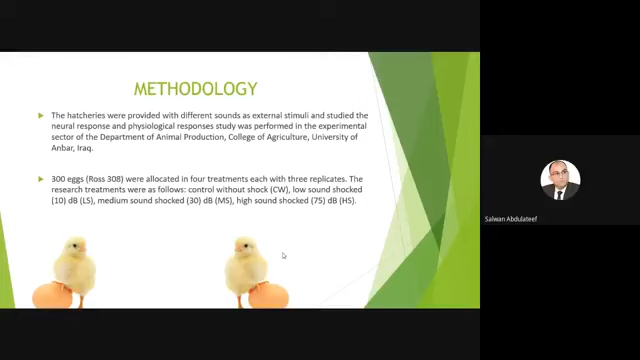 METHODOLOGY
The hatcheries were provided with different sounds as external stimuli and studied the
neural response and physiological responses study was performed in the experimental
sector of the Department of Animal Production, College of Agriculture, University of
Anbar, Iraq.
300 eggs (Ross 308) were allocated in four treatments each with three replicates. The
research treatments were as follows: control without shock (CW), low sound shocked
(10) dB (LS), medium sound shocked (30) dB (MS), high sound shocked (75) dB (HS).
Salwan Abdulateef